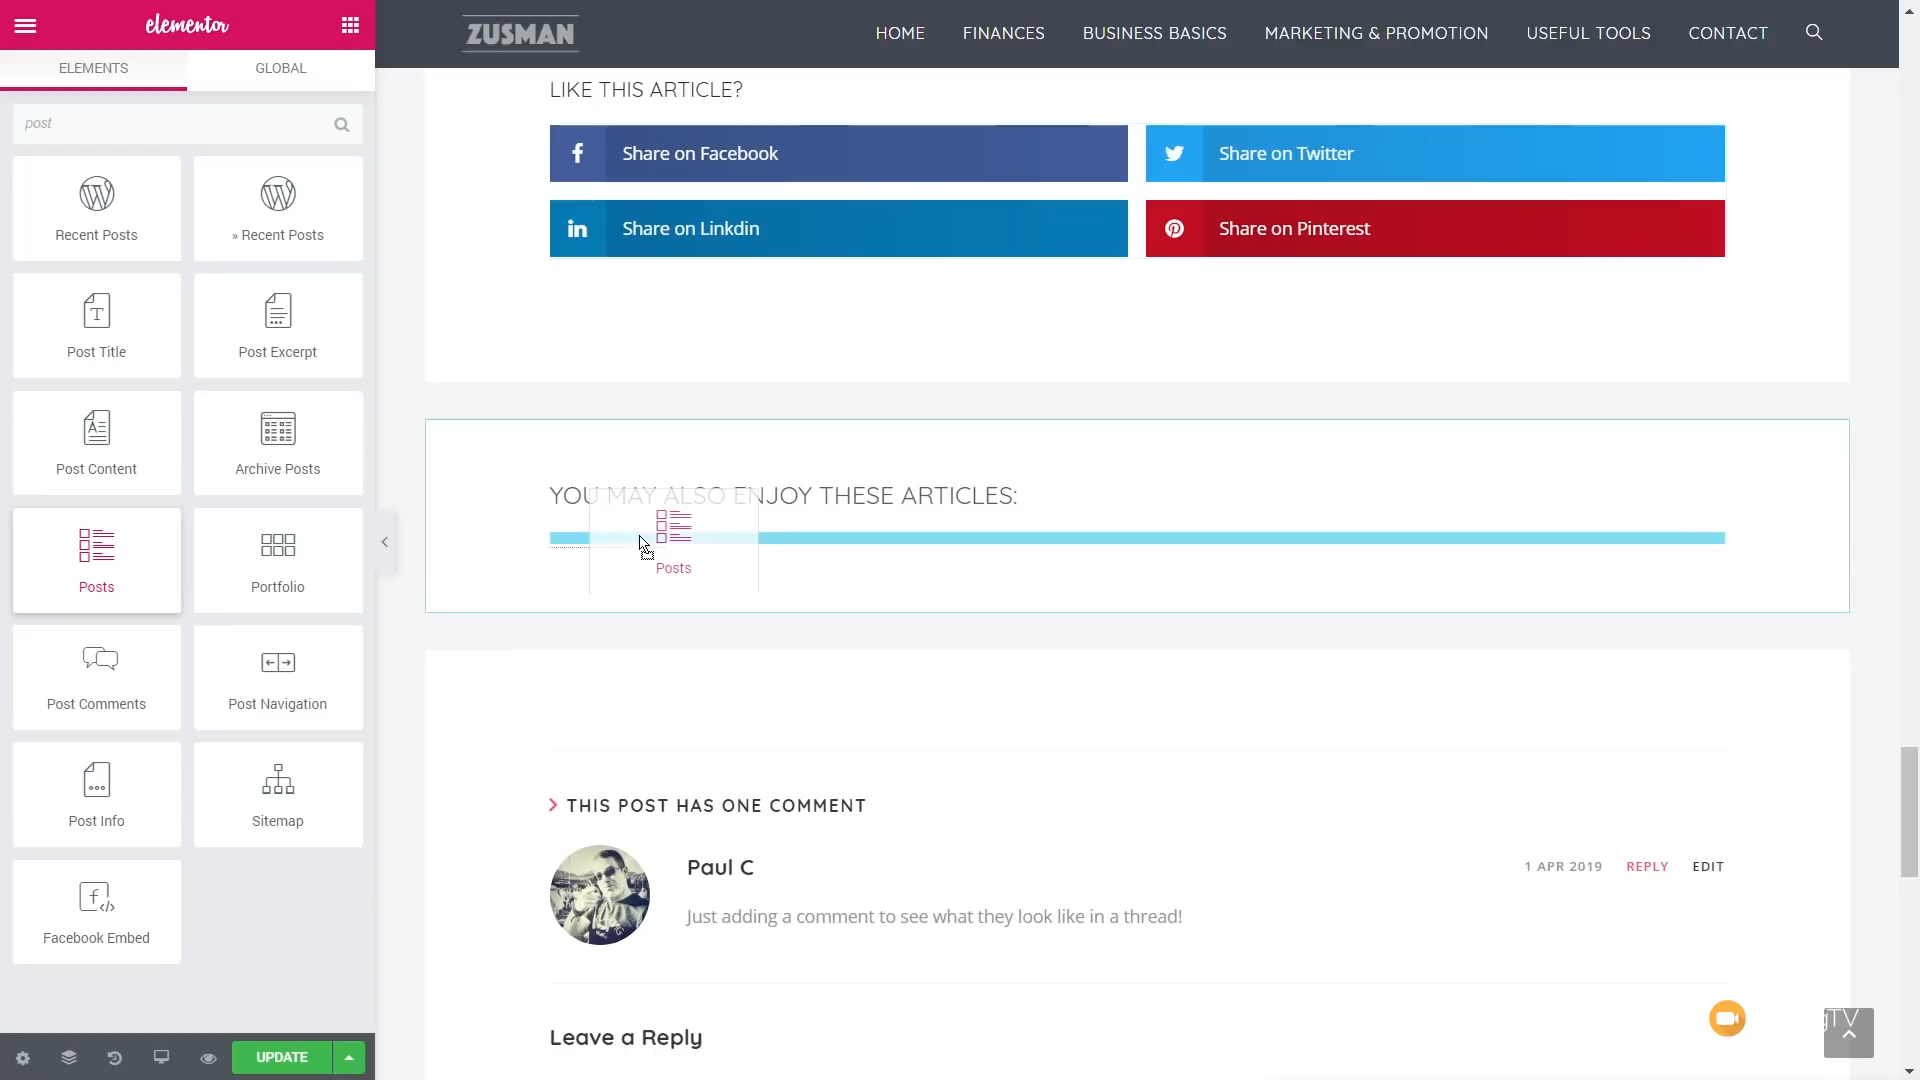 elementor
ELEMENTS
GLOBAL
post
Recent Posts
» Recent Posts
Post Title
Post Excerpt
Post Content
Archive Posts
Posts
Portfolio
Post Comments
Post Navigation
Post Info
Sitemap
Facebook Embed
UPDATE
ZUSMAN
HOME
FINANCES
BUSINESS BASICS
MARKETING & PROMOTION
USEFUL TOOLS
CONTACT
LIKE THIS ARTICLE?
Share on Facebook
Share on Twitter
Share on Linkdin
Share on Pinterest
YOU MAY ALSO ENJOY THESE ARTICLES:
Posts
THIS POST HAS ONE COMMENT
Paul C
1 APR 2019
REPLY
EDIT
Just adding a comment to see what they look like in a thread!
Leave a Reply